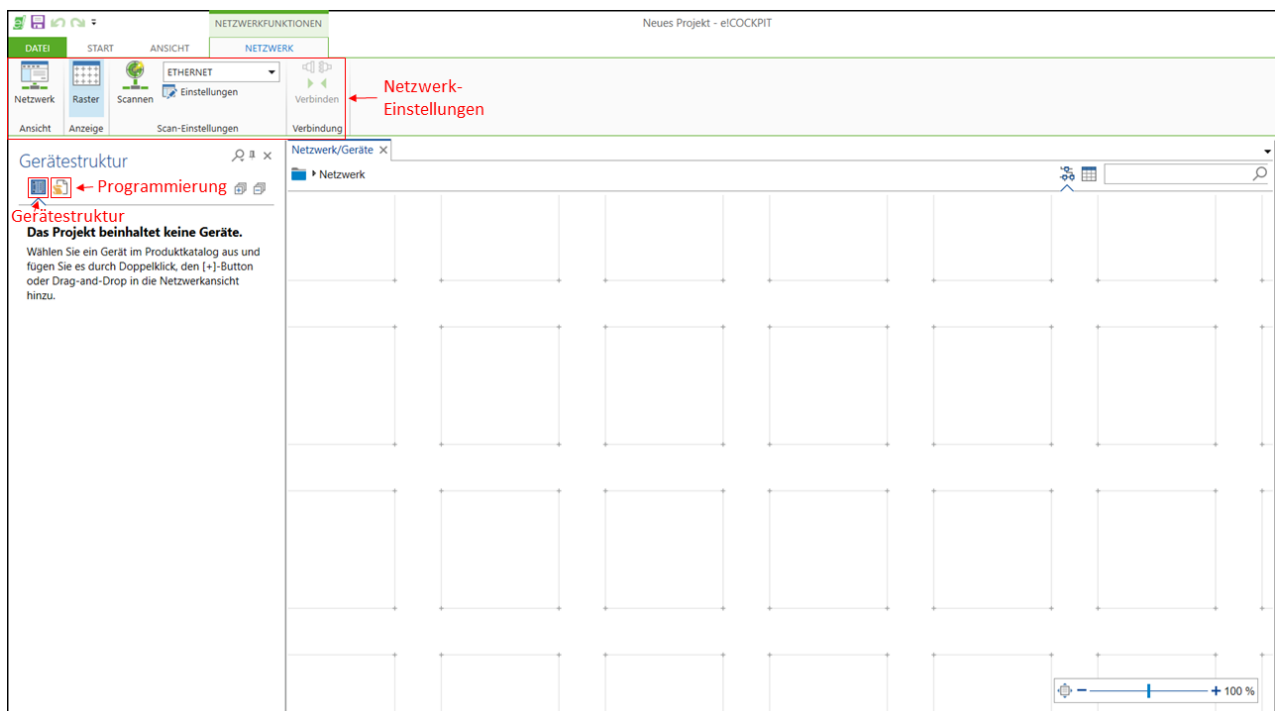 NETZWERKFUNKTIONEN
Neues Projekt - e!COCKPIT
DATEI START ANSICHT NETZWERK
ETHERNET
Einstellungen
Netzwerk Raster Scannen Verbinden
Ansicht Anzeige Scan-Einstellungen Verbindung
Netzwerk-
Einstellungen
Gerätestruktur
Programmierung
Gerätestruktur
Das Projekt beinhaltet keine Geräte.
Wählen Sie ein Gerät im Produktkatalog aus und
fügen Sie es durch Doppelklick, den [+]-Button
oder Drag-and-Drop in die Netzwerkansicht
hinzu.
Netzwerk/Geräte
Netzwerk
100 %